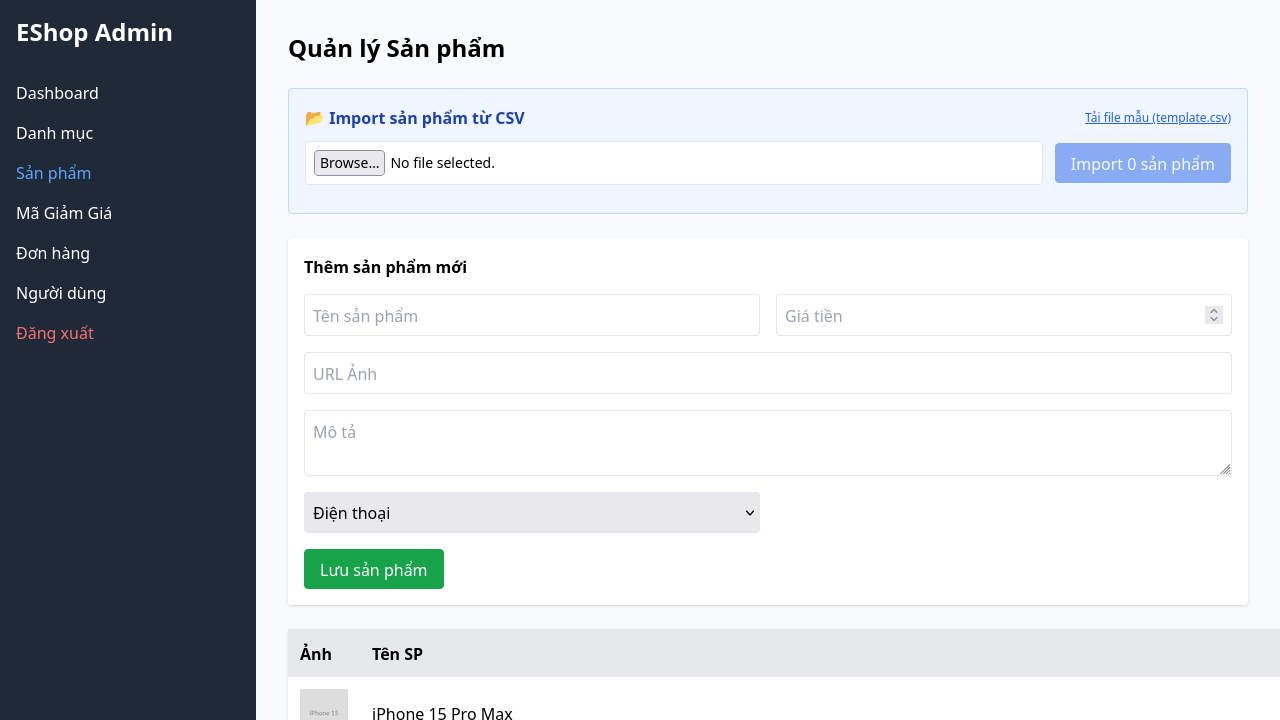 EShop Admin
Dashboard
Danh mục
Sản phẩm
Mã Giảm Giá
Đơn hàng
Người dùng
Đăng xuất
Quản lý Sản phẩm
📂 Import sản phẩm từ CSV
Tải file mẫu (template.csv)
Browse... No file selected.
Import 0 sản phẩm
Thêm sản phẩm mới
Tên sản phẩm
Giá tiền
URL Ảnh
Mô tả
Điện thoại
Lưu sản phẩm
Ảnh Tên SP
iPhone 15
iPhone 15 Pro Max